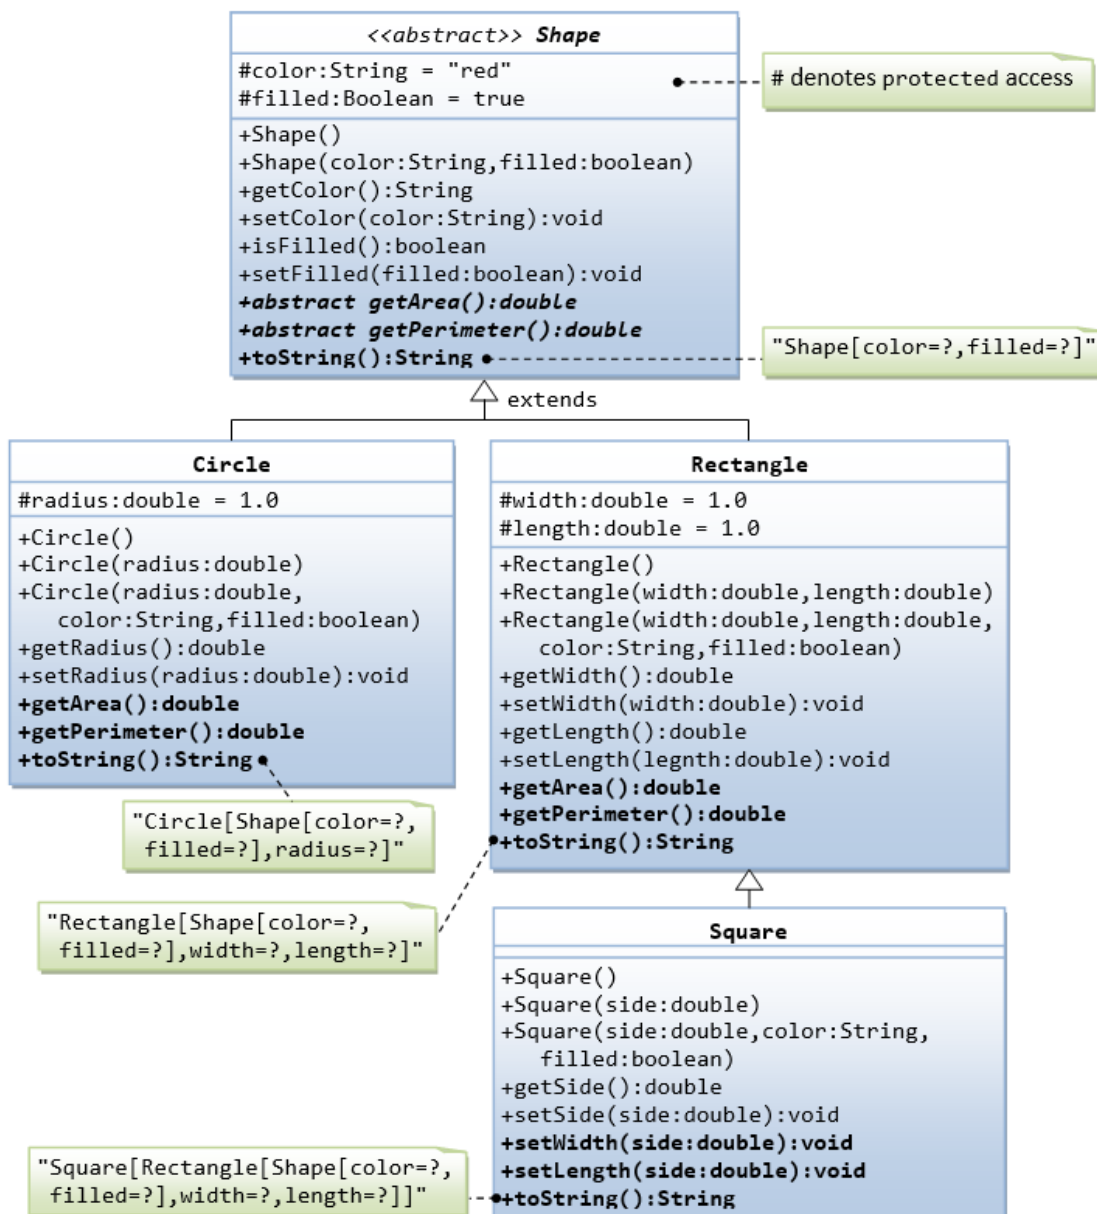 <<abstract>> Shape
#color:String = "red"
#filled:Boolean = true
# denotes protected access
+Shape()
+Shape(color:String,filled:boolean)
+getColor():String
+setColor(color:String):void
+isFilled():boolean
+setFilled(filled:boolean):void
+abstract getArea():double
+abstract getPerimeter():double
+toString():String
"Shape[color=?,filled=?]"
extends
Circle
#radius:double = 1.0
+Circle()
+Circle(radius:double)
+Circle(radius:double,
color:String,filled:boolean)
+getRadius():double
+setRadius(radius:double):void
+getArea():double
+getPerimeter():double
+toString():String
"Circle[Shape[color=?,
filled=?],radius=?]"
Rectangle
#width:double = 1.0
#length:double = 1.0
+Rectangle()
+Rectangle(width:double,length:double)
+Rectangle(width:double,length:double,
color:String,filled:boolean)
+getWidth():double
+setWidth(width:double):void
+getLength():double
+setLength(legnth:double):void
+getArea():double
+getPerimeter():double
+toString():String
"Rectangle[Shape[color=?,
filled=?],width=?,length=?]"
Square
+Square()
+Square(side:double)
+Square(side:double,color:String,
filled:boolean)
+getSide():double
+setSide(side:double):void
+setWidth(side:double):void
+setLength(side:double):void
+toString():String
"Square[Rectangle[Shape[color=?,
filled=?],width=?,length=?]]"